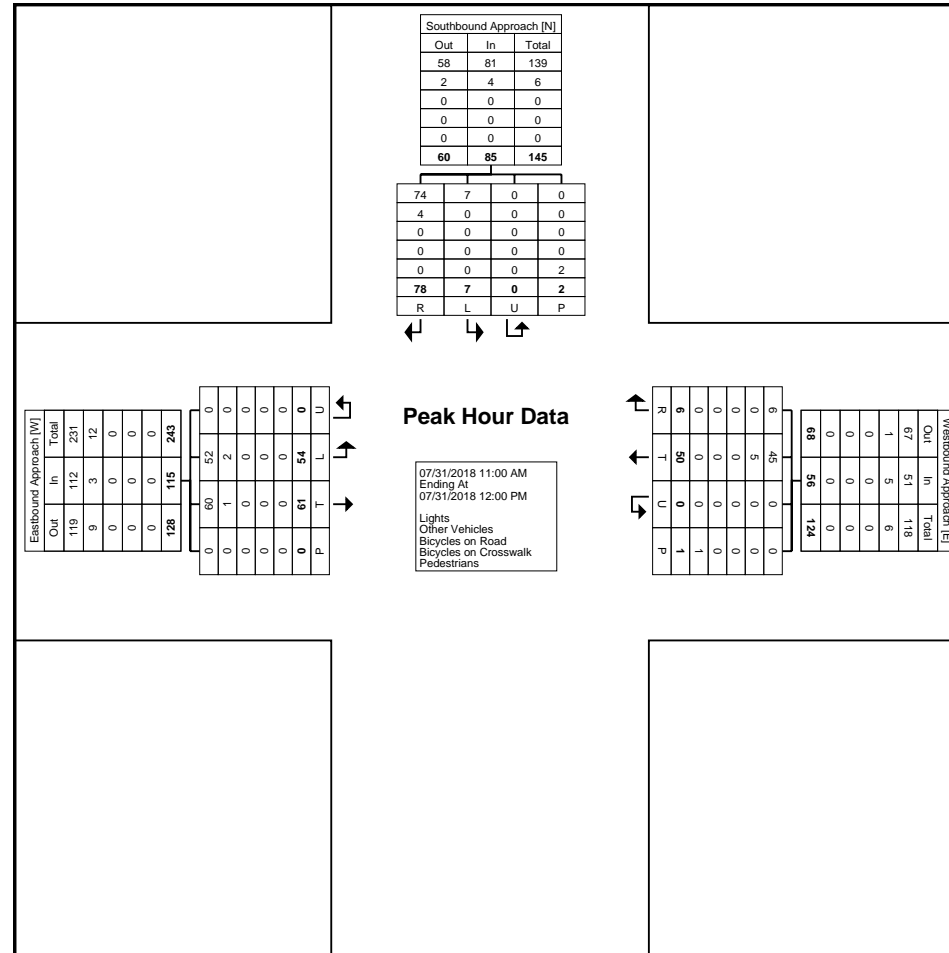 Southbound Approach [N]
Out In Total
58 81 139
2 4 6
0 0 0
0 0 0
0 0 0
60 85 145
74 7 0 0
4 0 0 0
0 0 0 0
0 0 0 0
0 0 0 2
78 7 0 2
R L U P
Peak Hour Data
07/31/2018 11:00 AM
Ending At
07/31/2018 12:00 PM
Lights
Other Vehicles
Bicycles on Road
Bicycles on Crosswalk
Pedestrians
Eastbound Approach [W]
Out In Total
119 112 231
9 3 12
0 0 0
0 0 0
0 0 0
128 115 243
0 60 52 0
0 1 2 0
0 0 0 0
0 0 0 0
0 0 0 0
0 61 54 0
P T L U
Westbound Approach [E]
Out In Total
67 51 118
1 5 6
0 0 0
0 0 0
0 0 0
68 56 124
6 45 0 0
0 5 0 0
0 0 0 0
0 0 0 0
0 0 0 1
6 50 0 1
R T U P